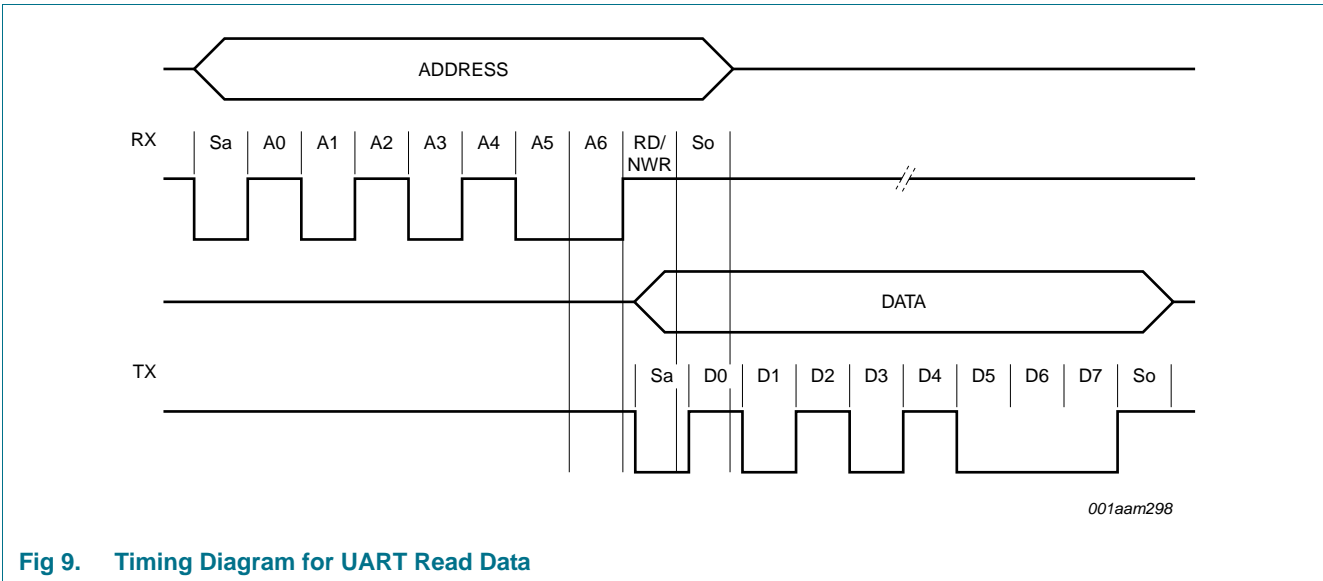 ADDRESS
RX Sa A0 A1 A2 A3 A4 A5 A6 RD/
NWR So
DATA
TX Sa D0 D1 D2 D3 D4 D5 D6 D7 So
001aam298
Fig 9. Timing Diagram for UART Read Data